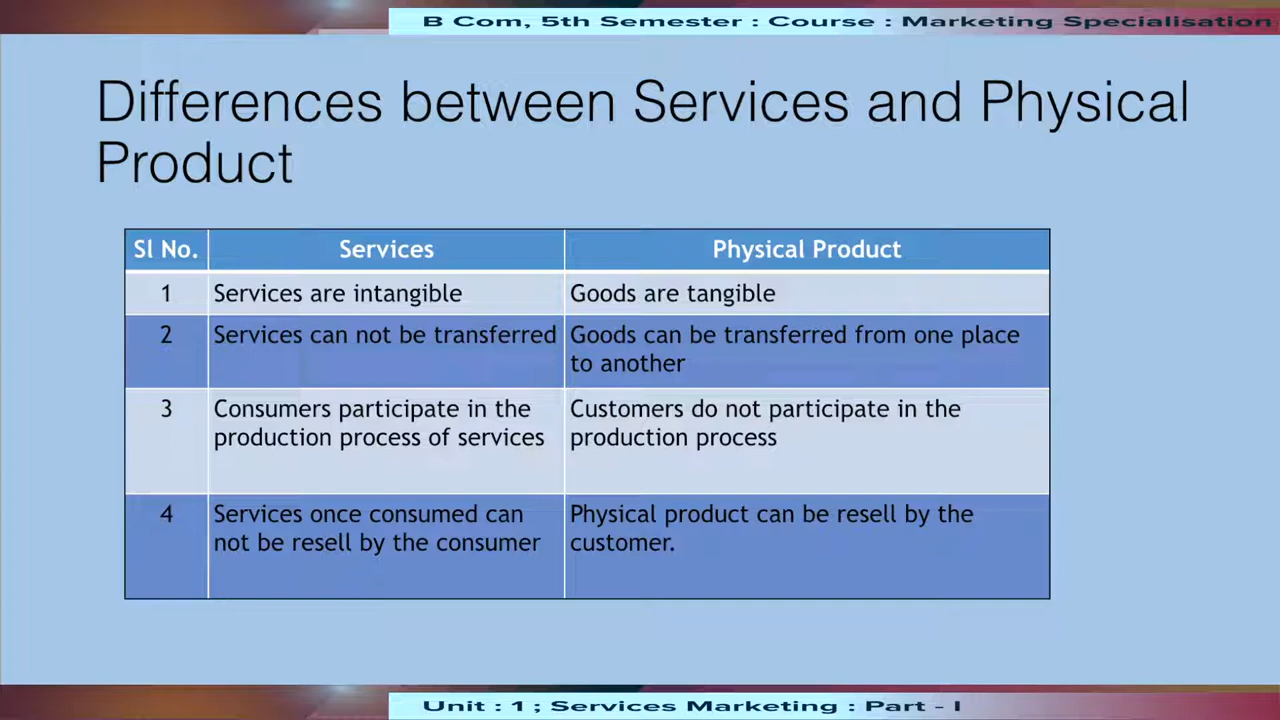 B Com, 5th Semester : Course : Marketing Specialisation
Differences between Services and Physical
Product
Sl No. Services Physical Product
1 Services are intangible Goods are tangible
2 Services can not be transferred Goods can be transferred from one place
to another
3 Consumers participate in the Customers do not participate in the
production process of services production process
4 Services once consumed can Physical product can be resell by the
not be resell by the consumer customer.
Unit : 1 ; Services Marketing : Part - I